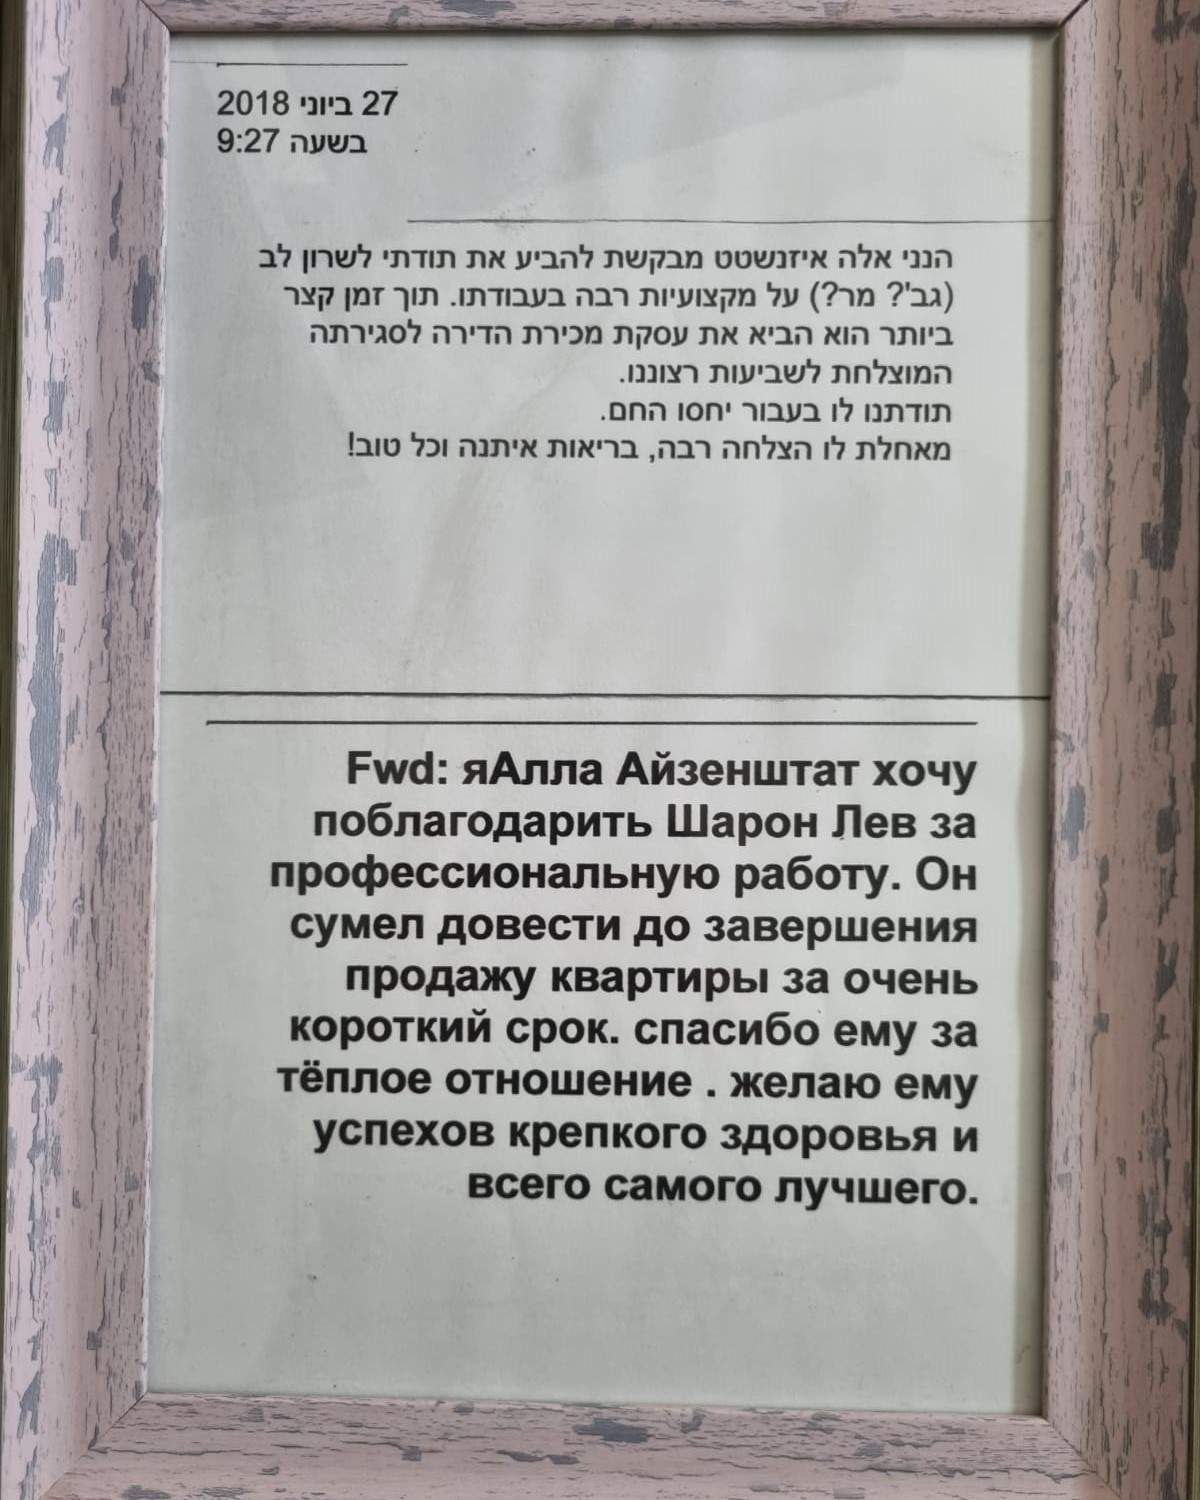 27 ביוני 2018
בשעה 9:27
הנני אלה איזנשטט מבקשת להביע את תודתי לשרון לב
(גב'? מר?) על מקצועיות רבה בעבודתו. תוך זמן קצר
ביותר הוא הביא את עסקת מכירת הדירה לסגירתה
המוצלחת לשביעות רצוננו.
תודתנו לו בעבור יחסו החם.
מאחלת לו הצלחה רבה, בריאות איתנה וכל טוב!
Fwd: яАлла Айзенштат хочу
поблагодарить Шарон Лев за
профессиональную работу. Он
сумел довести до завершения
продажу квартиры за очень
короткий срок. спасибо ему за
тёплое отношение . желаю ему
успехов крепкого здоровья и
всего самого лучшего.